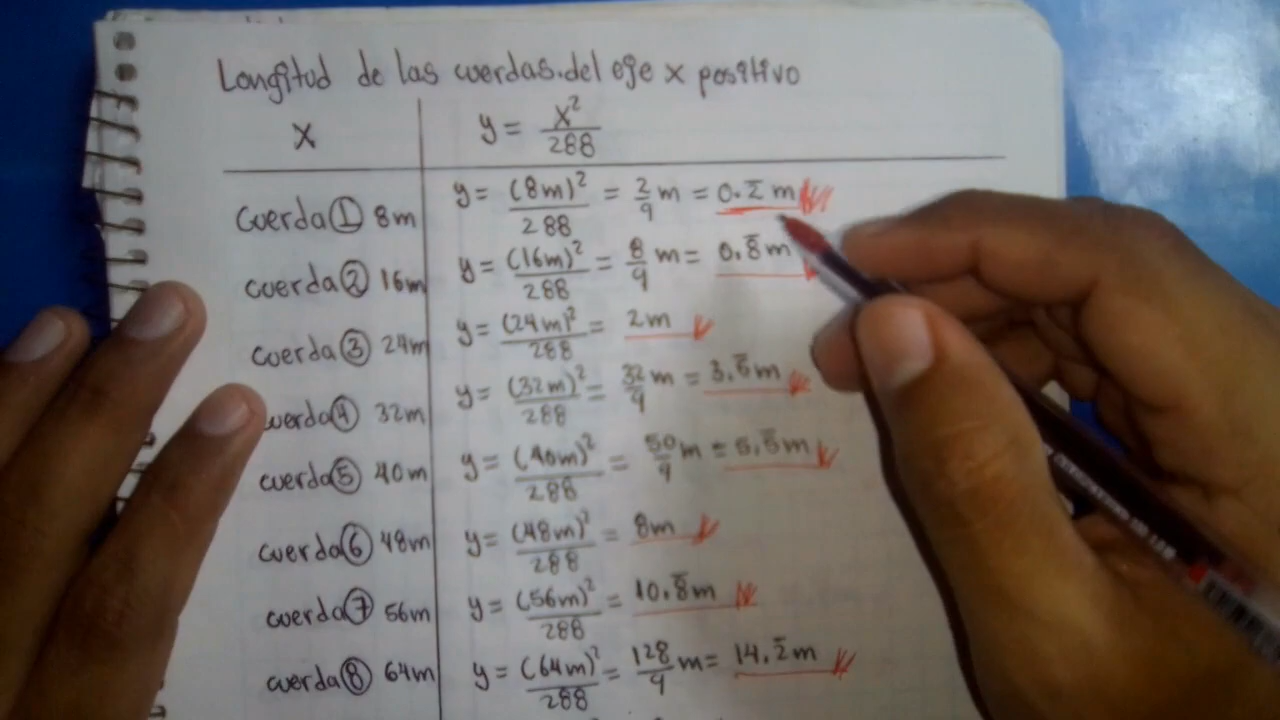 Longitud de las cuerdas del eje x positivo
x y = x²/288
cuerda ① 8m y = (8m)²/288 = 2/9 m = 0.2̅ m
cuerda ② 16m y = (16m)²/288 = 8/9 m = 0.8̅ m
cuerda ③ 24m y = (24m)²/288 = 2m
cuerda ④ 32m y = (32m)²/288 = 32/9 m = 3.5̅ m
cuerda ⑤ 40m y = (40m)²/288 = 50/9 m = 5.5̅ m
cuerda ⑥ 48m y = (48m)²/288 = 8m
cuerda ⑦ 56m y = (56m)²/288 = 10.8̅ m
cuerda ⑧ 64m y = (64m)²/288 = 128/9 m = 14.2̅ m